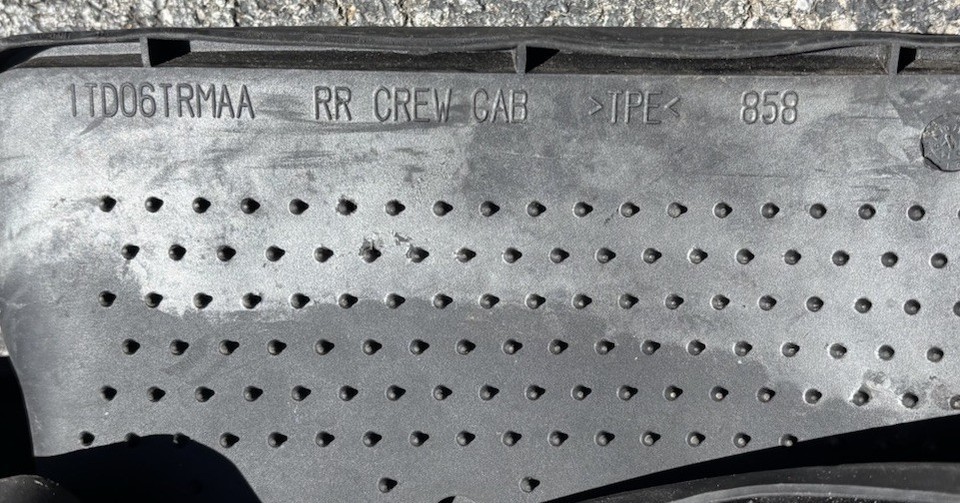 1TD06TRMAA RR CREW CAB >TPE< 858